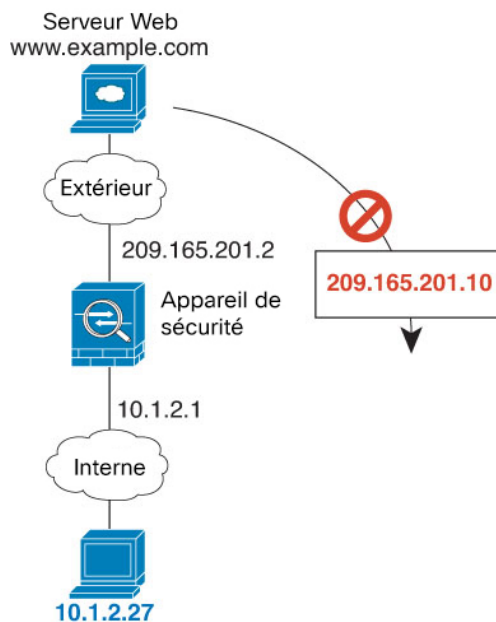 Serveur Web
www.example.com
Extérieur
209.165.201.2
209.165.201.10
Appareil de
sécurité
10.1.2.1
Interne
10.1.2.27